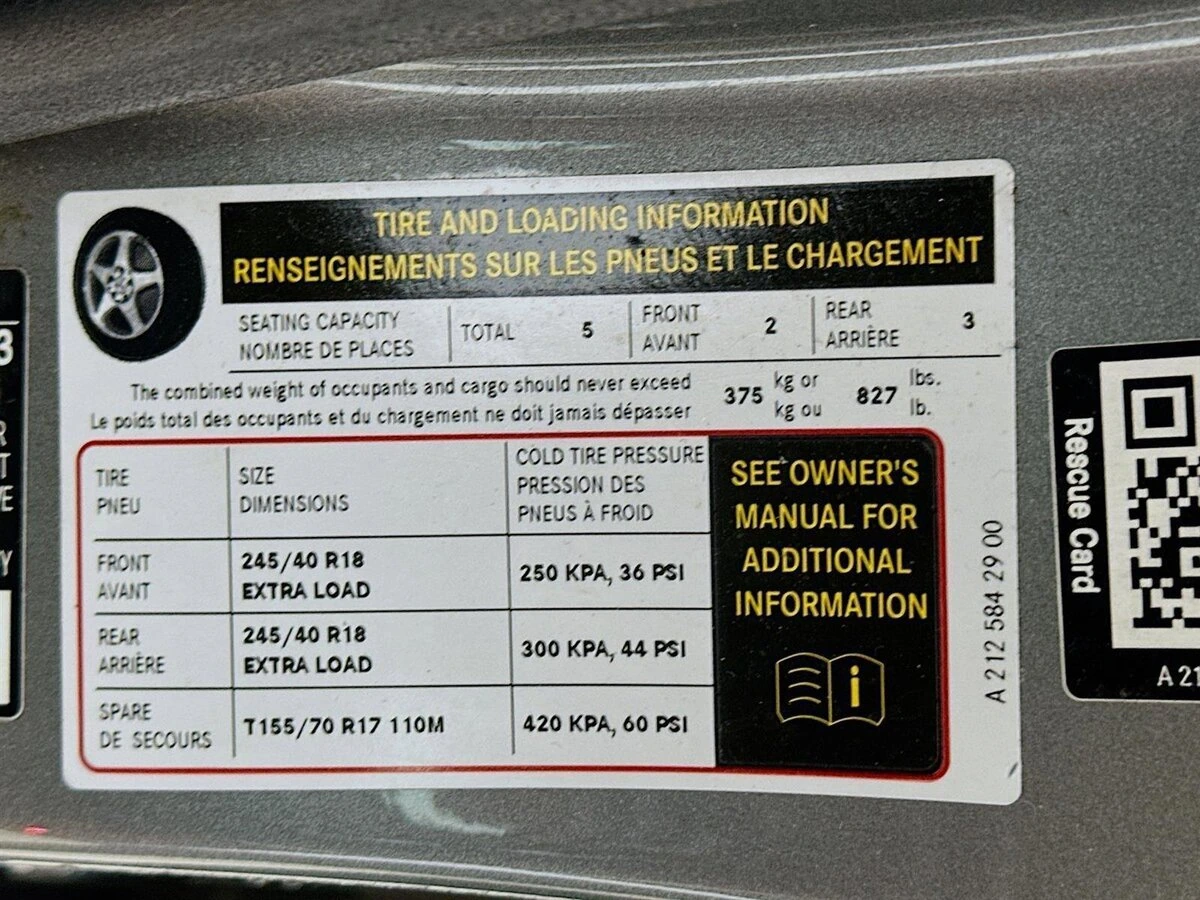 TIRE AND LOADING INFORMATION
RENSEIGNEMENTS SUR LES PNEUS ET LE CHARGEMENT
SEATING CAPACITY
NOMBRE DE PLACES
TOTAL 5
FRONT
AVANT
2
REAR
ARRIÈRE
3
The combined weight of occupants and cargo should never exceed
Le poids total des occupants et du chargement ne doit jamais dépasser
375
kg or
kg ou
827
lbs.
lb.
TIRE
PNEU
SIZE
DIMENSIONS
COLD TIRE PRESSURE
PRESSION DES
PNEUS À FROID
FRONT
AVANT
245/40 R18
EXTRA LOAD
250 KPA, 36 PSI
REAR
ARRIÈRE
245/40 R18
EXTRA LOAD
300 KPA, 44 PSI
SPARE
DE SECOURS
T155/70 R17 110M
420 KPA, 60 PSI
SEE OWNER'S
MANUAL FOR
ADDITIONAL
INFORMATION
i
A 212 584 29 00
Rescue Card
A 21
3
R
T
E
Y